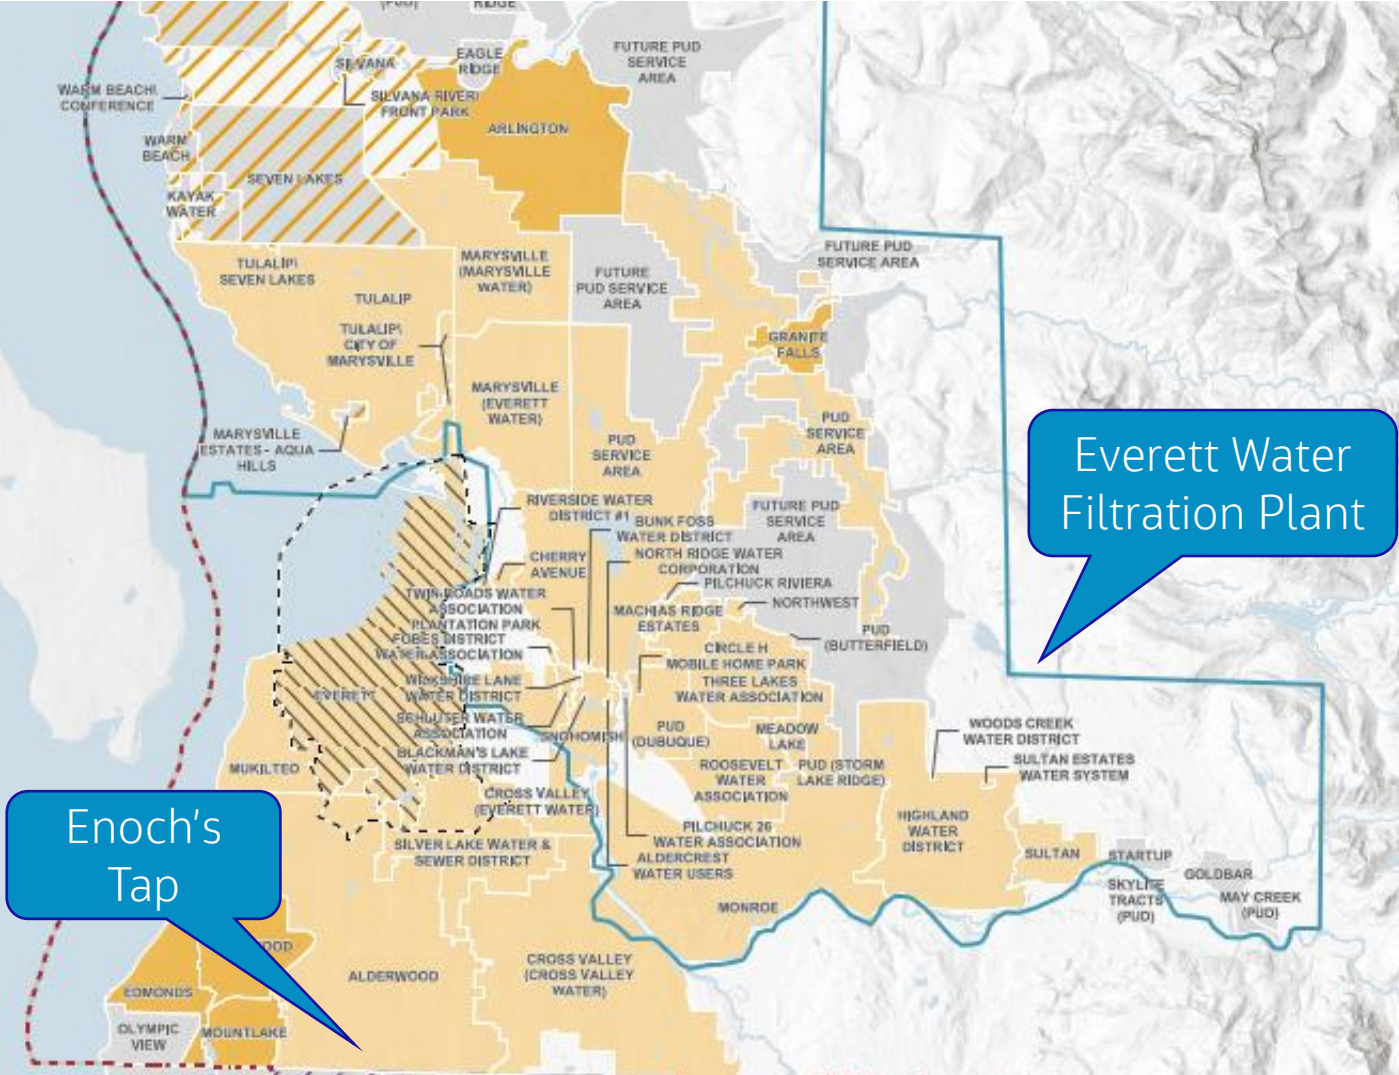 (PUD)
RIDGE
EAGLE
RIDGE
FUTURE PUD
SERVICE
AREA
SILVANA
WARM BEACH\
CONFERENCE
SILVANA RIVER\
FRONT PARK
ARLINGTON
WARM
BEACH
SEVEN LAKES
KAYAK
WATER
TULALIP\
SEVEN LAKES
MARYSVILLE
(MARYSVILLE
WATER)
FUTURE PUD
SERVICE AREA
FUTURE
PUD SERVICE
AREA
TULALIP
TULALIP\
CITY OF
MARYSVILLE
GRANITE
FALLS
MARYSVILLE
(EVERETT
WATER)
PUD
SERVICE
AREA
MARYSVILLE
ESTATES - AQUA
HILLS
PUD
SERVICE
AREA
Everett Water
Filtration Plant
RIVERSIDE WATER
DISTRICT #1
BUNK FOSS
WATER DISTRICT
FUTURE PUD
SERVICE
AREA
NORTH RIDGE WATER
CORPORATION
CHERRY
AVENUE
PILCHUCK RIVIERA
TWIN ROADS WATER
ASSOCIATION
PLANTATION PARK
MACHIAS RIDGE
ESTATES
NORTHWEST
FOBES DISTRICT
WATER ASSOCIATION
PUD
(BUTTERFIELD)
CIRCLE H
MOBILE HOME PARK
THREE LAKES
WATER ASSOCIATION
WILKSHIRE LANE
WATER DISTRICT
EVERETT
SCHLUTER WATER
ASSOCIATION
SNOHOMISH
PUD
(DUBUQUE)
MEADOW
LAKE
WOODS CREEK
WATER DISTRICT
BLACKMAN'S LAKE
WATER DISTRICT
MUKILTEO
ROOSEVELT
WATER
ASSOCIATION
PUD (STORM
LAKE RIDGE)
SULTAN ESTATES
WATER SYSTEM
CROSS VALLEY
(EVERETT WATER)
Enoch's
Tap
PILCHUCK 26
WATER ASSOCIATION
HIGHLAND
WATER
DISTRICT
SILVER LAKE WATER &
SEWER DISTRICT
ALDERCREST
WATER USERS
SULTAN
STARTUP
GOLDBAR
SKYLITE
TRACTS
(PUD)
MAY CREEK
(PUD)
MONROE
OOD
ALDERWOOD
CROSS VALLEY
(CROSS VALLEY
WATER)
EDMONDS
OLYMPIC
VIEW
MOUNTLAKE